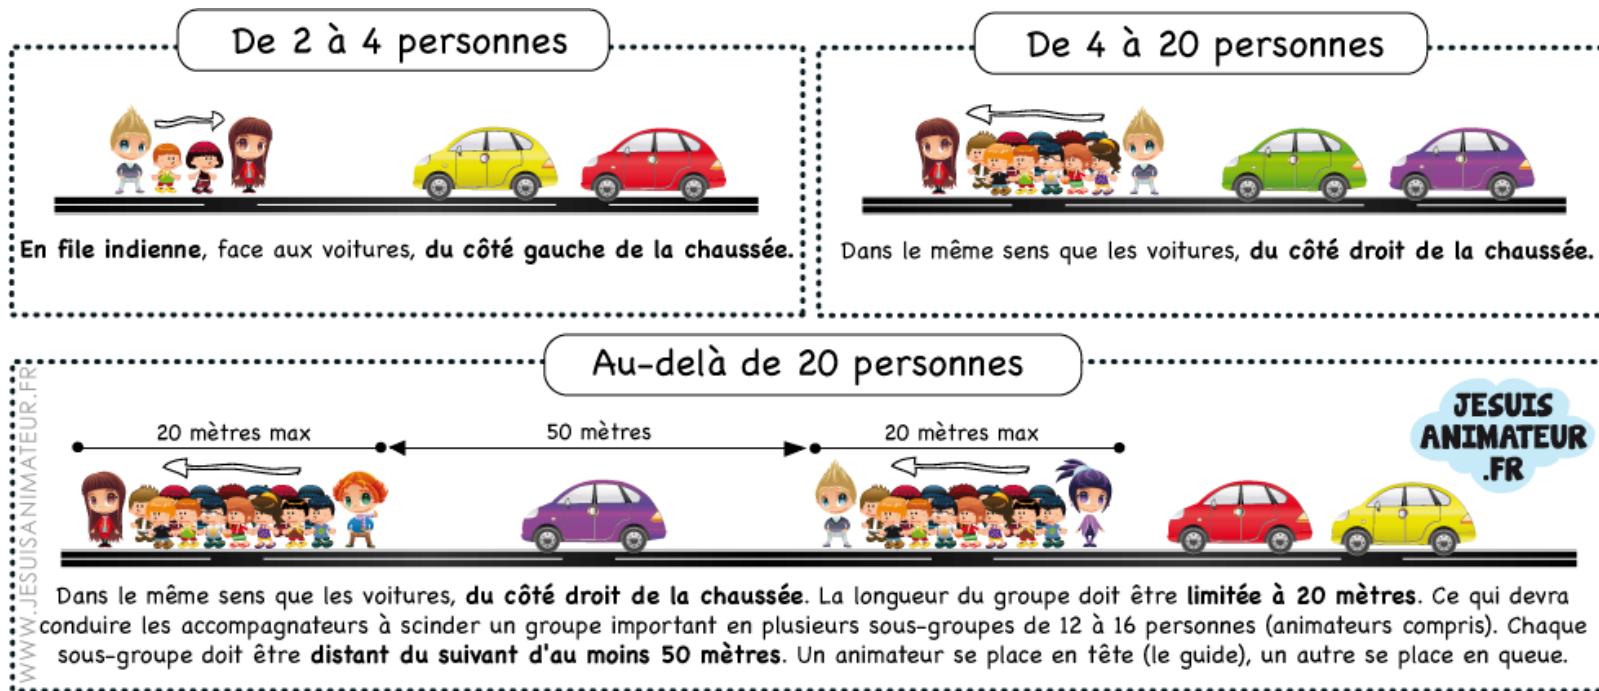 De 2 à 4 personnes
En file indienne, face aux voitures, du côté gauche de la chaussée.
De 4 à 20 personnes
Dans le même sens que les voitures, du côté droit de la chaussée.
Au-delà de 20 personnes
20 mètres max
50 mètres
20 mètres max
JESUIS
ANIMATEUR
.FR
Dans le même sens que les voitures, du côté droit de la chaussée. La longueur du groupe doit être limitée à 20 mètres. Ce qui devra
conduire les accompagnateurs à scinder un groupe important en plusieurs sous-groupes de 12 à 16 personnes (animateurs compris). Chaque
sous-groupe doit être distant du suivant d'au moins 50 mètres. Un animateur se place en tête (le guide), un autre se place en queue.
WWW.JESUISANIMATEUR.FR